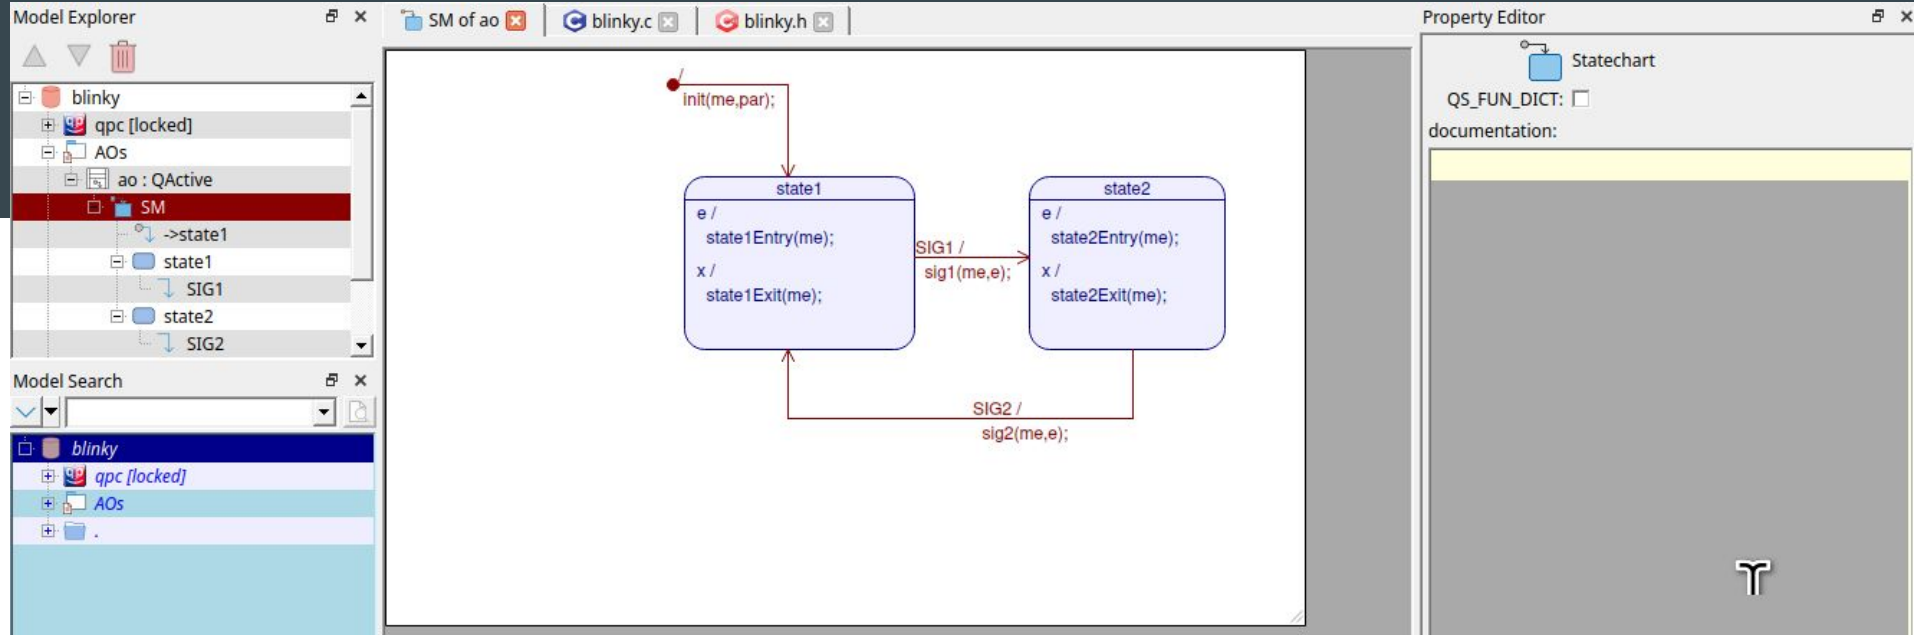 Model Explorer
blinky
qpc [locked]
AOs
ao : QActive
SM
->state1
state1
SIG1
state2
SIG2
Model Search
blinky
qpc [locked]
AOs
.
SM of ao
blinky.c
blinky.h
/
init(me,par);
state1
e /
state1Entry(me);
x /
state1Exit(me);
SIG1 /
sig1(me,e);
state2
e /
state2Entry(me);
x /
state2Exit(me);
SIG2 /
sig2(me,e);
Property Editor
Statechart
QS_FUN_DICT:
documentation: